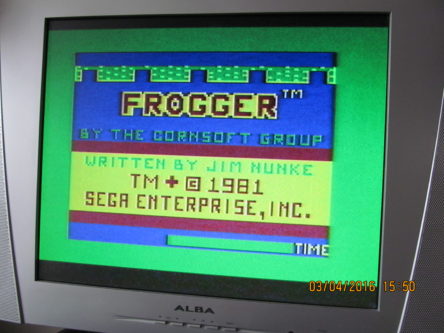 FROGGER™
BY THE CORNSOFT GROUP
WRITTEN BY JIM NUNKE
TM + © 1981
SEGA ENTERPRISE, INC.
TIME
03/04/2016 15 50
ALBA